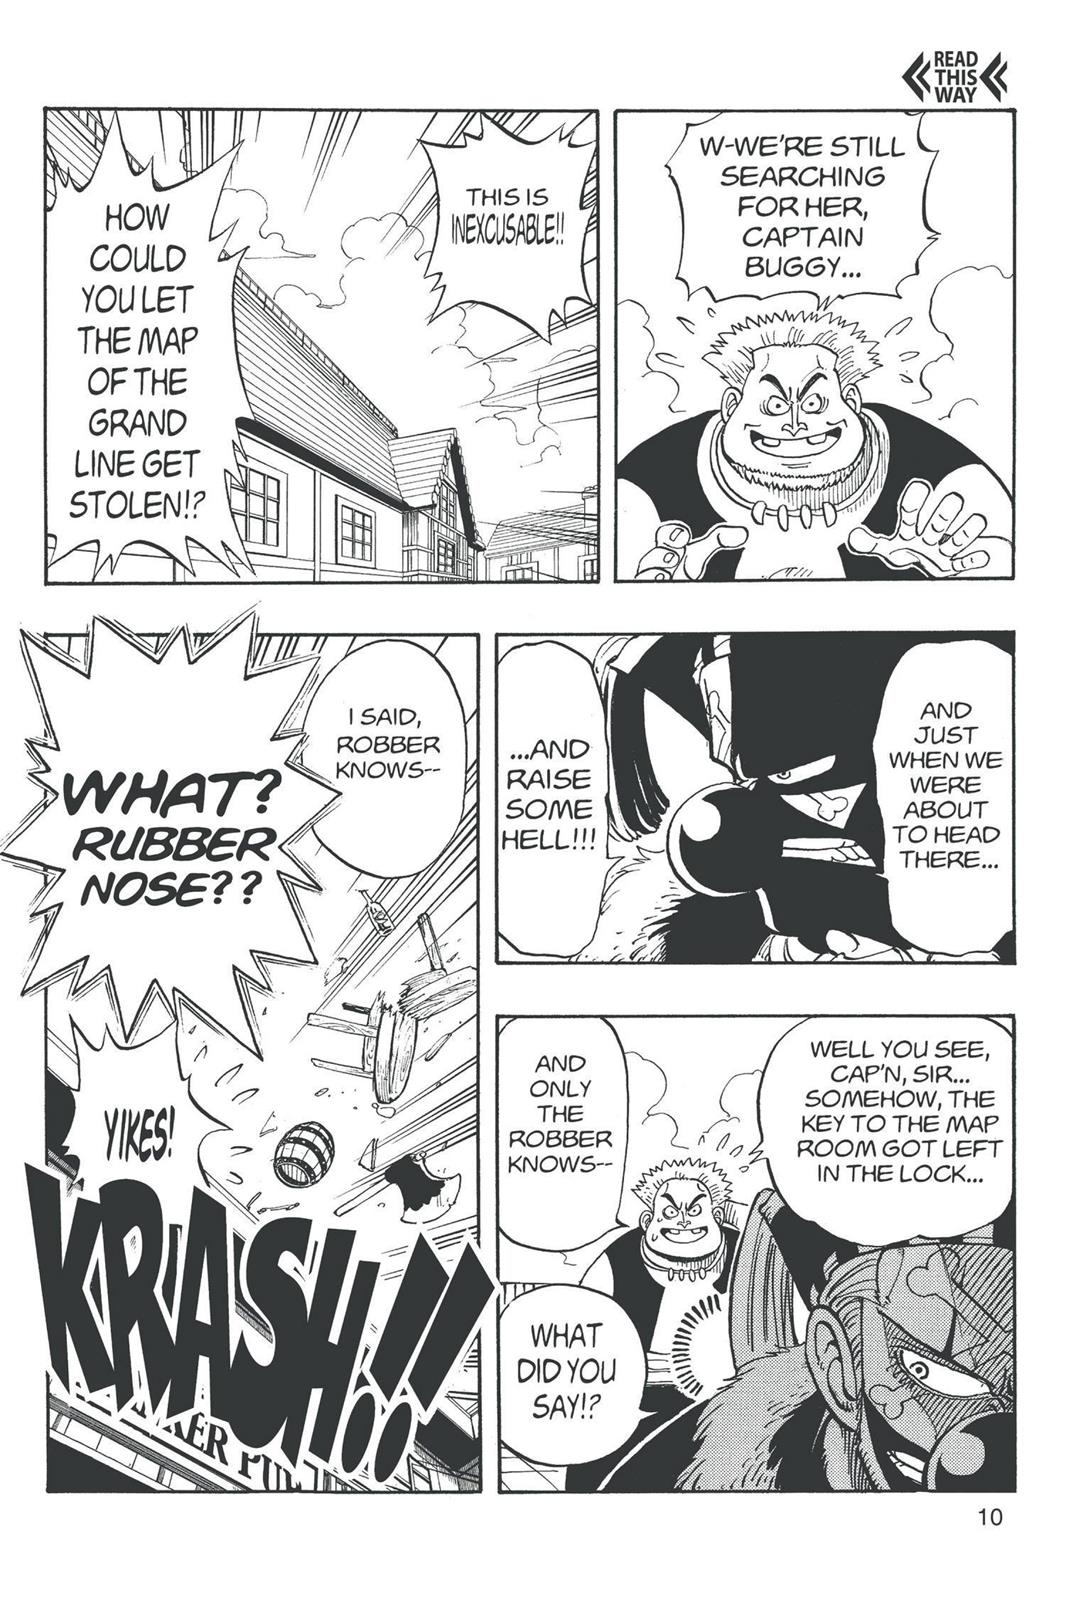 READ
THIS
WAY
W-WE'RE STILL
SEARCHING
FOR HER,
CAPTAIN
BUGGY...
THIS IS
INEXCUSABLE!!
HOW
COULD
YOU LET
THE MAP
OF THE
GRAND
LINE GET
STOLEN!?
AND
JUST
WHEN WE
WERE
ABOUT
TO HEAD
THERE...
...AND
RAISE
SOME
HELL!!!
WELL YOU SEE,
CAP'N, SIR...
SOMEHOW, THE
KEY TO THE MAP
ROOM GOT LEFT
IN THE LOCK...
AND
ONLY
THE
ROBBER
KNOWS--
WHAT
DID YOU
SAY!?
I SAID,
ROBBER
KNOWS--
WHAT?
RUBBER
NOSE??
YIKES!
KRASH!!
10